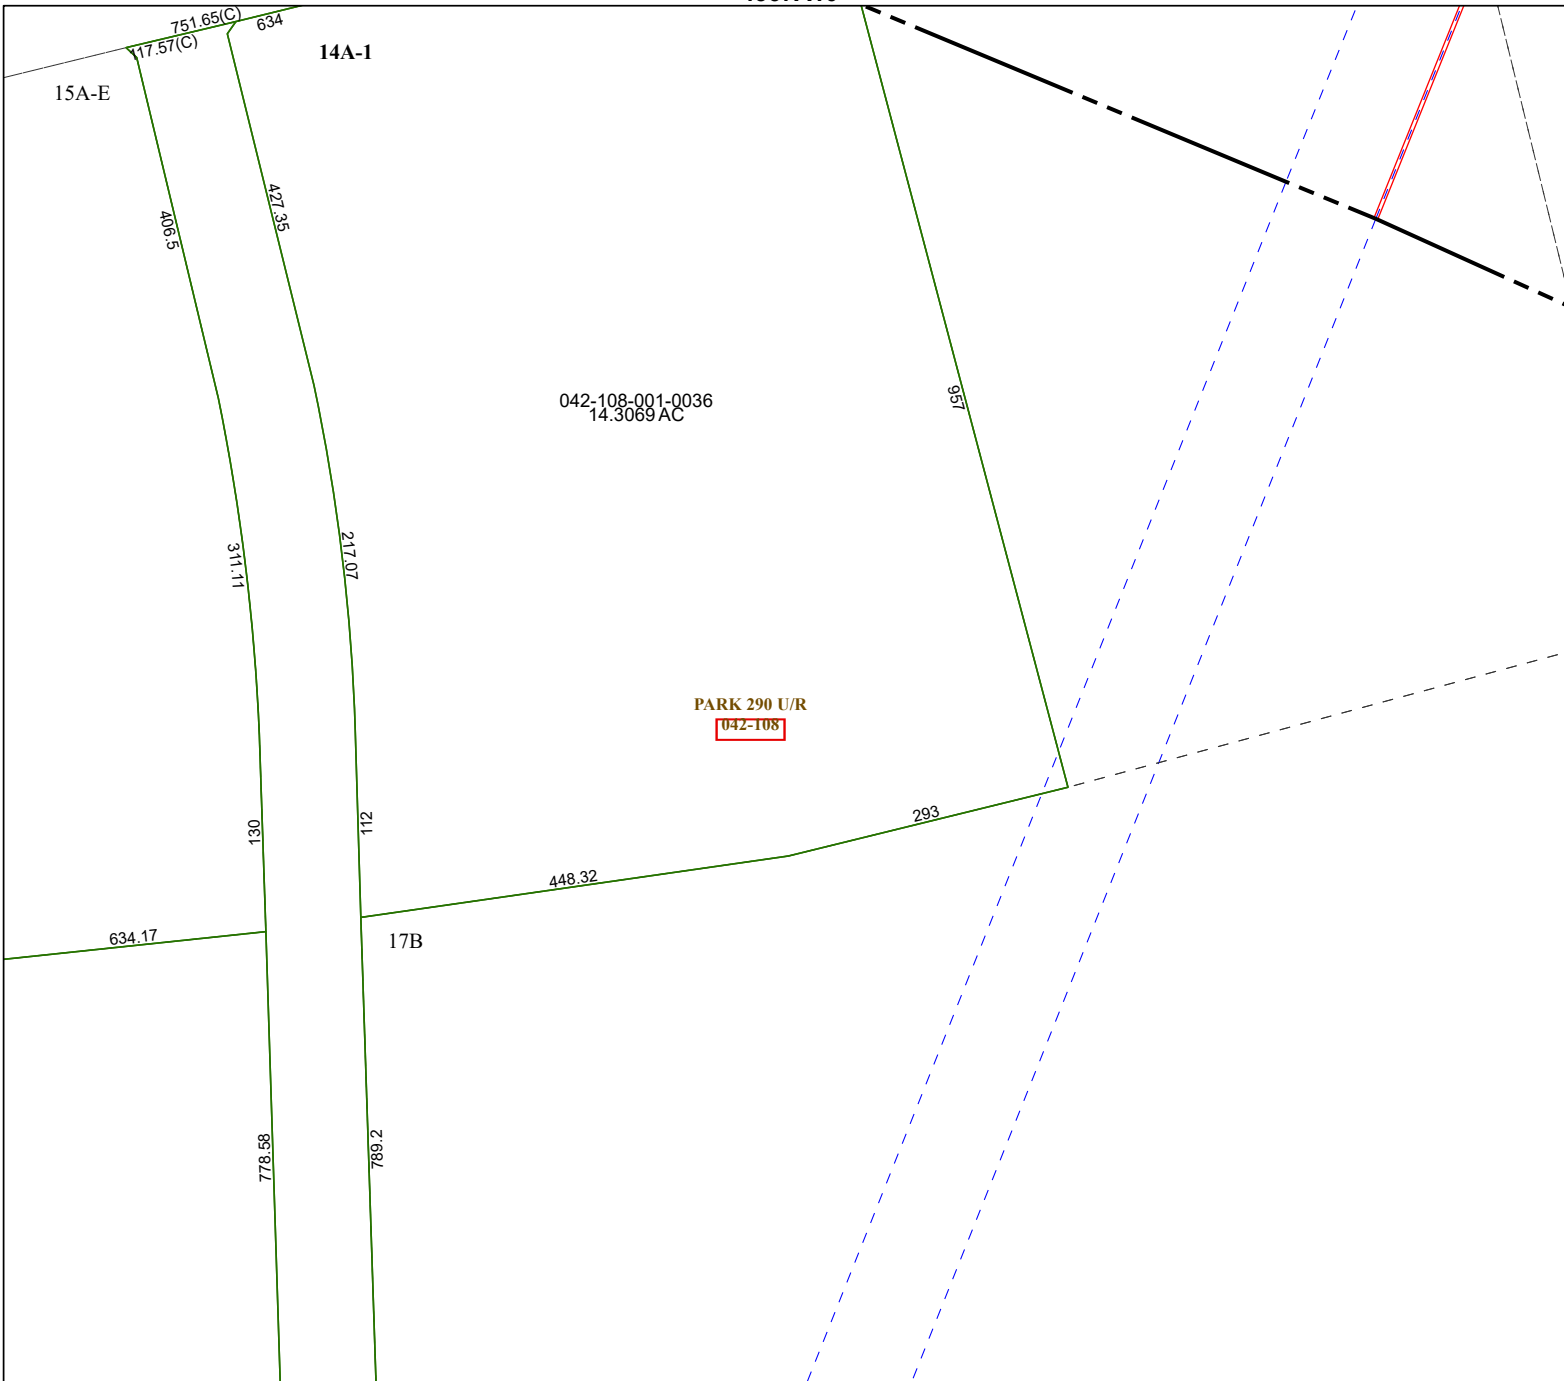 751.65(C)
634
117.57(C)
14A-1
15A-E
406.5
427.35
957
042-108-001-0036
14.3069 AC
311.11
217.07
PARK 290 U/R
042-108
130
112
293
448.32
634.17
17B
778.58
789.2